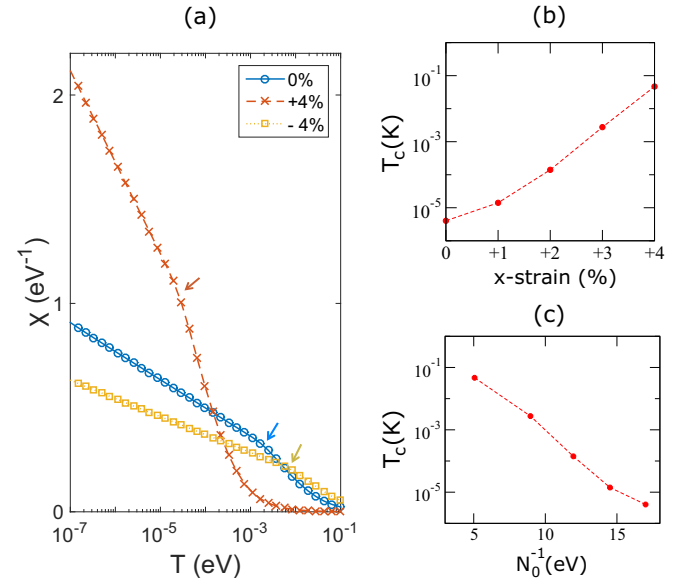 (a)
2
1
0
10⁻⁷
10⁻⁵
10⁻³
10⁻¹
T (eV)
X (eV⁻¹)
0%
+4%
- 4%
(b)
10⁻¹
10⁻³
10⁻⁵
T_c(K)
0
+1
+2
+3
+4
x-strain (%)
(c)
10⁻¹
10⁻³
10⁻⁵
T_c(K)
5
10
15
N₀⁻¹(eV)